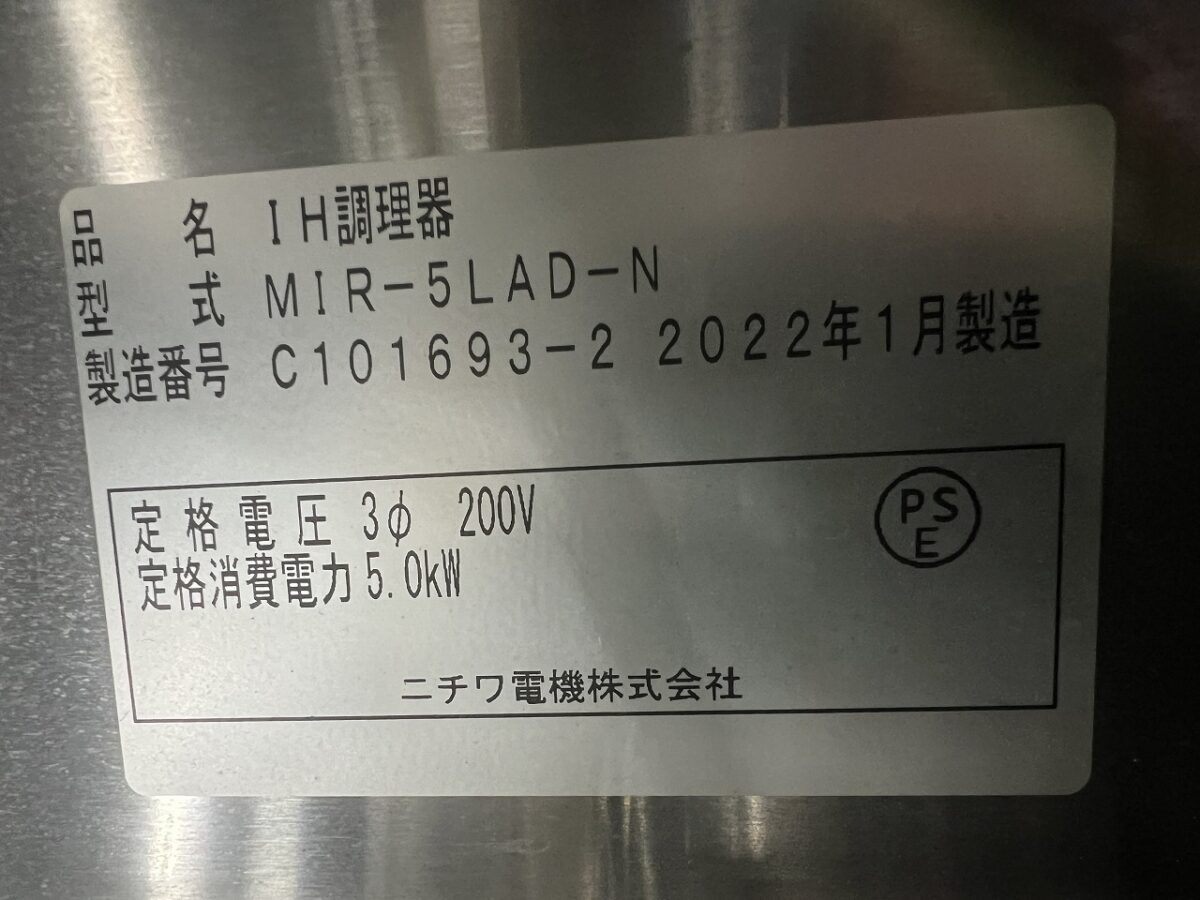 品 名 IH調理器
型 式 MIR-5LAD-N
製造番号 C101693-2 2022年1月製造
定格電圧 3φ 200V
PSE
定格消費電力 5.0kW
ニチワ電機株式会社